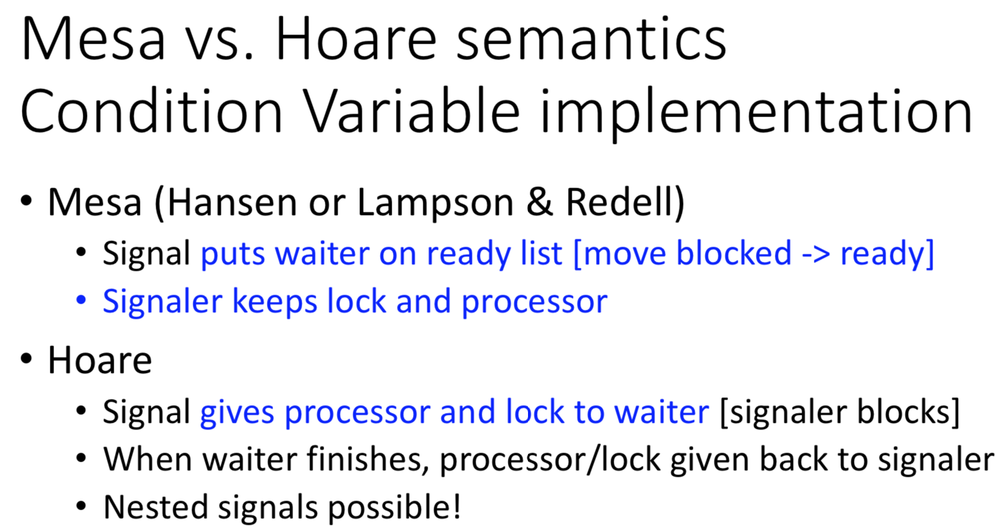 Mesa vs. Hoare semantics
Condition Variable implementation
• Mesa (Hansen or Lampson & Redell)
• Signal puts waiter on ready list [move blocked -> ready]
• Signaler keeps lock and processor
• Hoare
• Signal gives processor and lock to waiter [signaler blocks]
• When waiter finishes, processor/lock given back to signaler
• Nested signals possible!